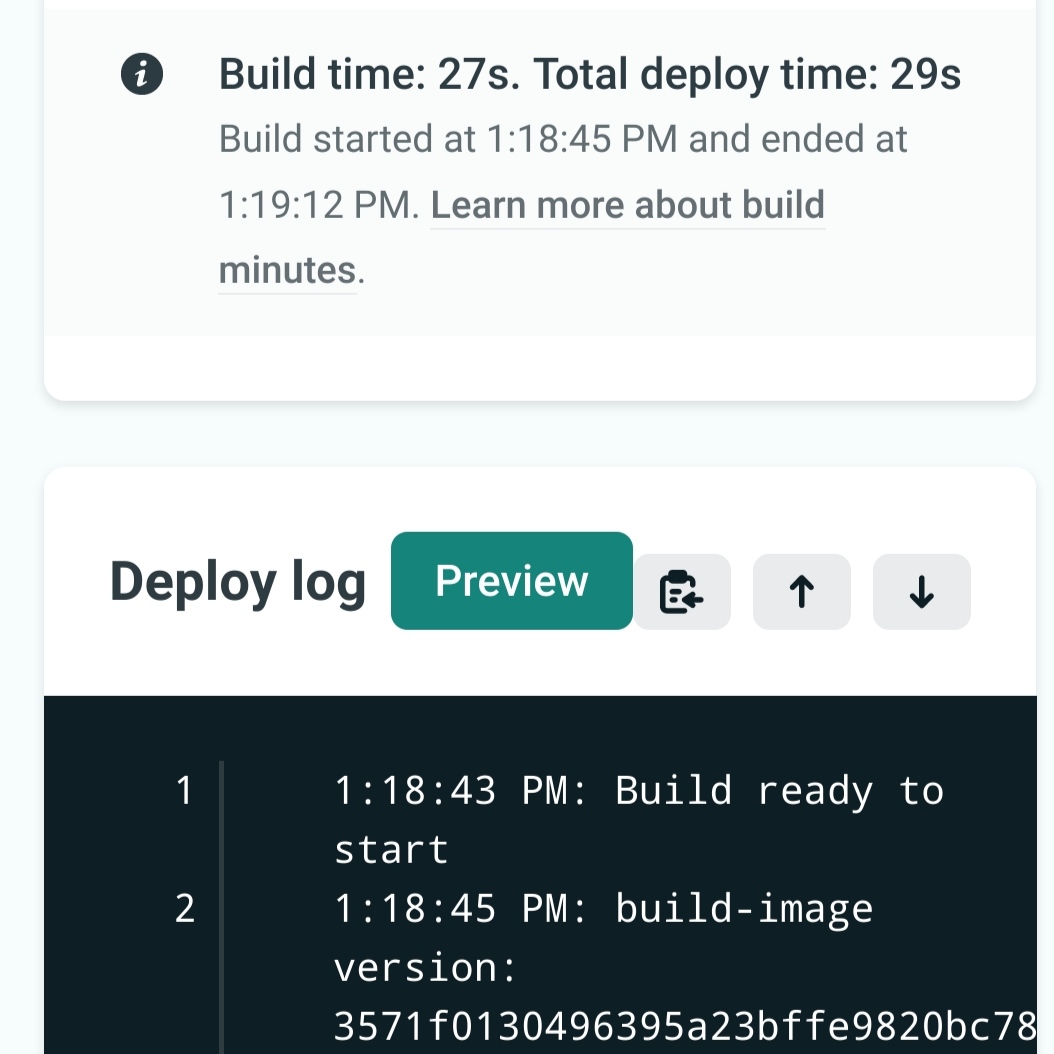 Build time: 27s. Total deploy time: 29s
Build started at 1:18:45 PM and ended at
1:19:12 PM. Learn more about build
minutes.
Deploy log
Preview
1 1:18:43 PM: Build ready to
start
2 1:18:45 PM: build-image
version:
3571f0130496395a23bffe9820bc78